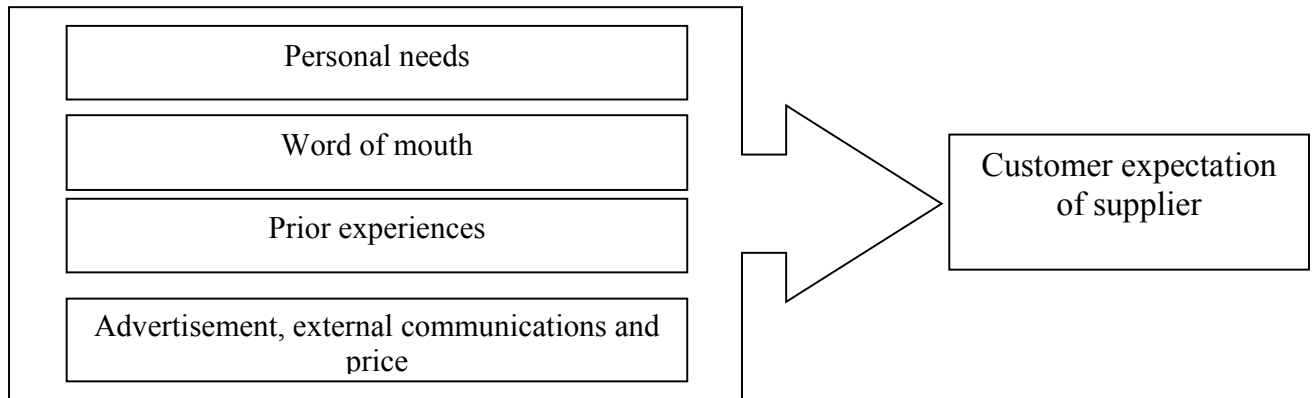 Personal needs
Word of mouth
Prior experiences
Advertisement, external communications and
price
Customer expectation
of supplier